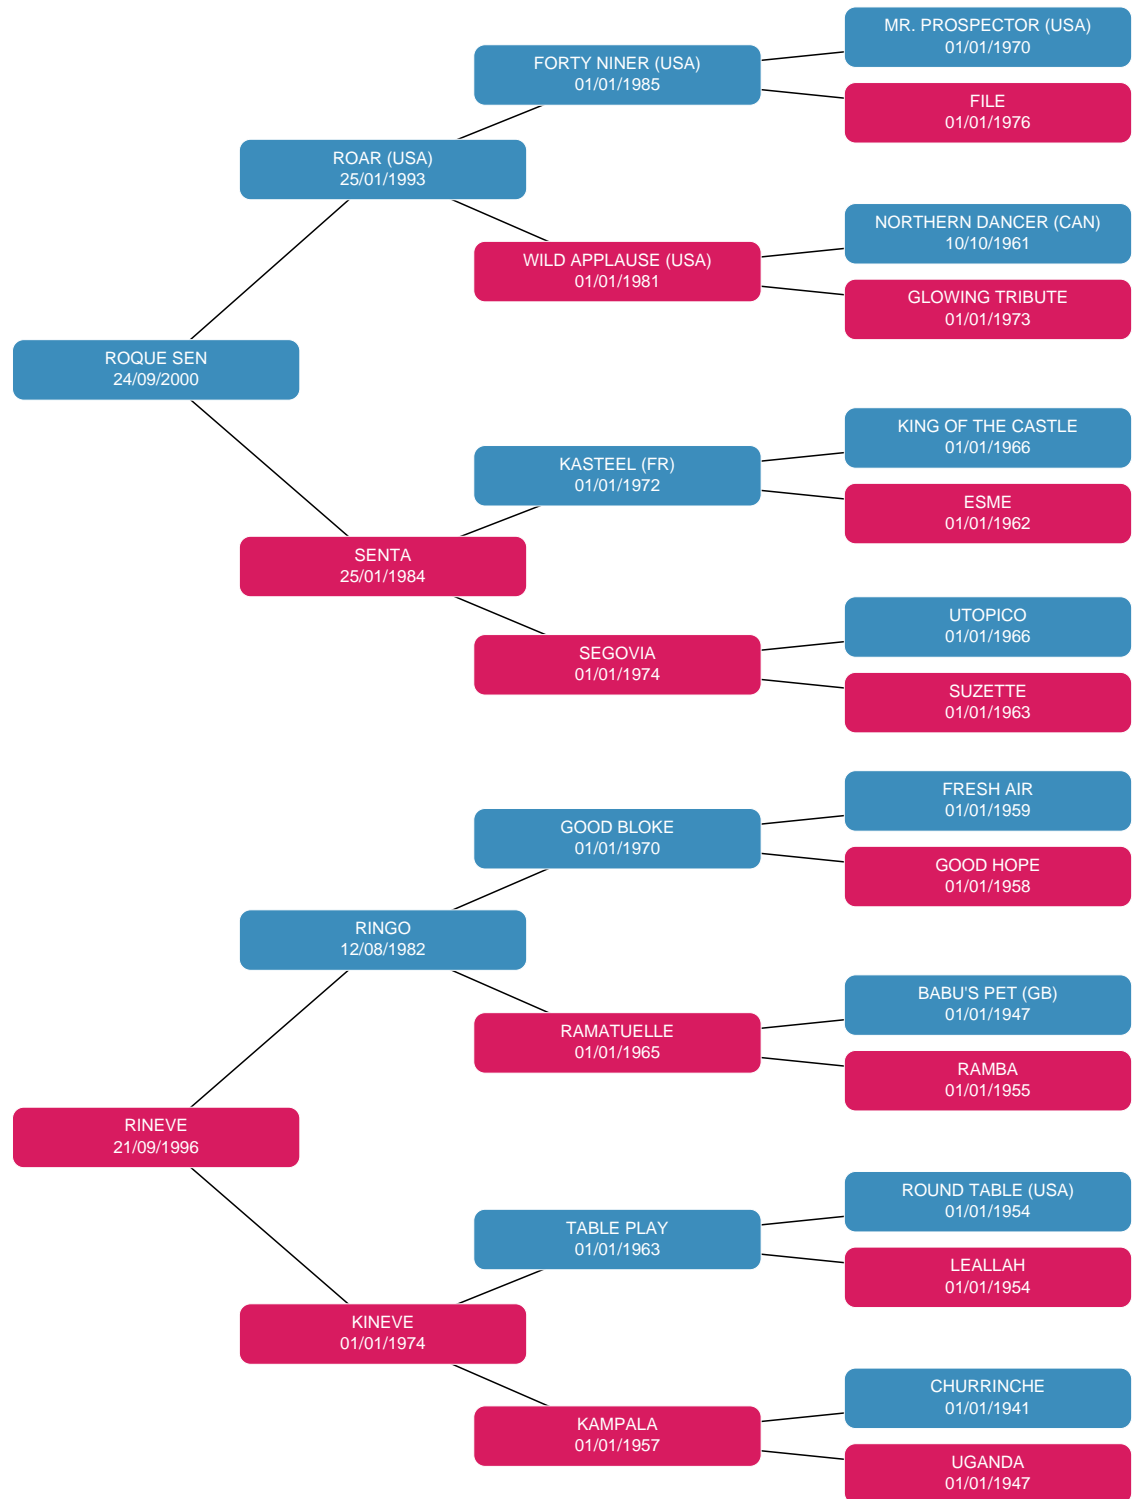 MR. PROSPECTOR (USA)
01/01/1970
FORTY NINER (USA)
01/01/1985
FILE
01/01/1976
ROAR (USA)
25/01/1993
NORTHERN DANCER (CAN)
10/10/1961
WILD APPLAUSE (USA)
01/01/1981
GLOWING TRIBUTE
01/01/1973
ROQUE SEN
24/09/2000
KING OF THE CASTLE
01/01/1966
KASTEEL (FR)
01/01/1972
ESME
01/01/1962
SENTA
25/01/1984
UTOPICO
01/01/1966
SEGOVIA
01/01/1974
SUZETTE
01/01/1963
FRESH AIR
01/01/1959
GOOD BLOKE
01/01/1970
GOOD HOPE
01/01/1958
RINGO
12/08/1982
BABU'S PET (GB)
01/01/1947
RAMATUELLE
01/01/1965
RAMBA
01/01/1955
RINEVE
21/09/1996
ROUND TABLE (USA)
01/01/1954
TABLE PLAY
01/01/1963
LEALLAH
01/01/1954
KINEVE
01/01/1974
CHURRINCHE
01/01/1941
KAMPALA
01/01/1957
UGANDA
01/01/1947